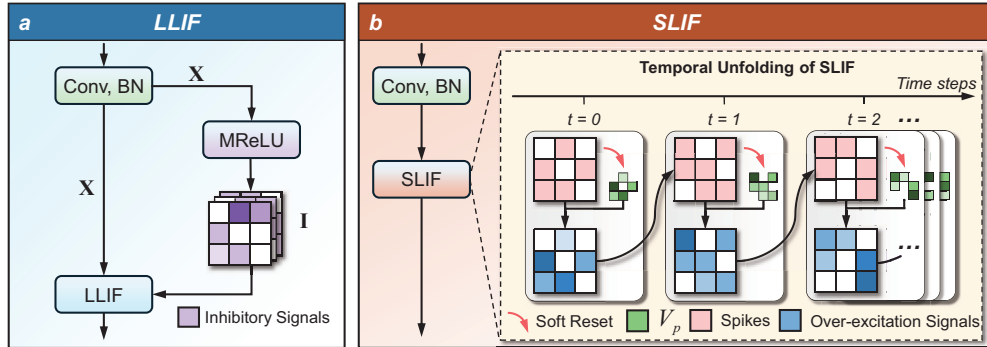 a LLIF
Conv, BN
X
MReLU
X
I
LLIF
Inhibitory Signals
b SLIF
Conv, BN
SLIF
Temporal Unfolding of SLIF
Time steps
t = 0 t = 1 t = 2 ...
...
Soft Reset V_p Spikes Over-excitation Signals